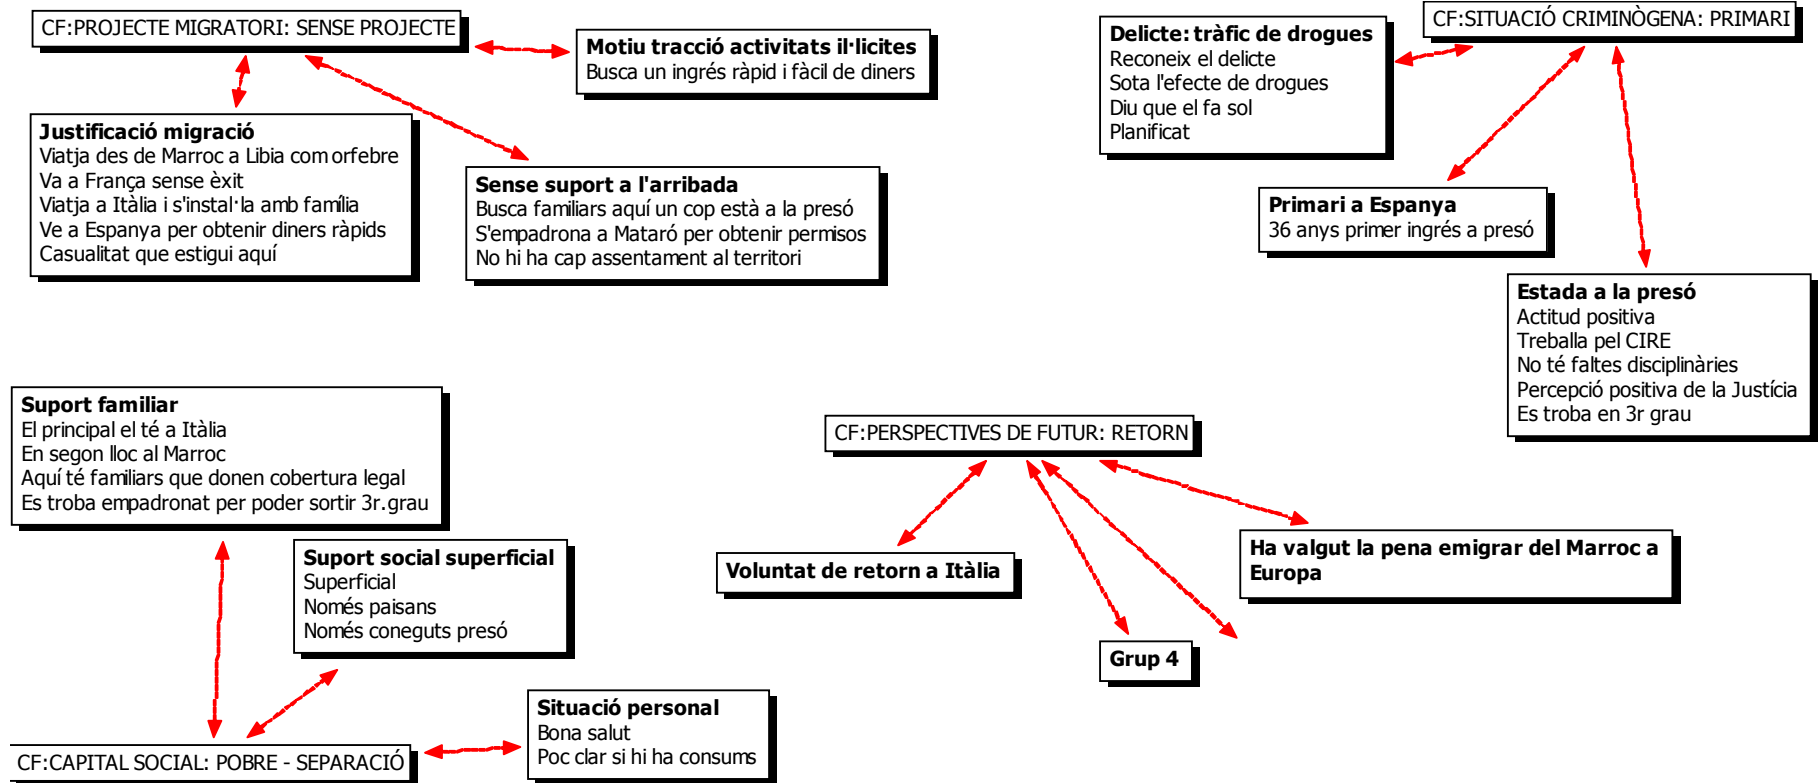 CF:PROJECTE MIGRATORI: SENSE PROJECTE
Motiu tracció activitats il·licites
Busca un ingrés ràpid i fàcil de diners
Justificació migració
Viatja des de Marroc a Libia com orfebre
Va a França sense èxit
Viatja a Itàlia i s'instal·la amb família
Ve a Espanya per obtenir diners ràpids
Casualitat que estigui aquí
Sense suport a l'arribada
Busca familiars aquí un cop està a la presó
S'empadrona a Mataró per obtenir permisos
No hi ha cap assentament al territori
CF:SITUACIÓ CRIMINÒGENA: PRIMARI
Delicte: tràfic de drogues
Reconeix el delicte
Sota l'efecte de drogues
Diu que el fa sol
Planificat
Primari a Espanya
36 anys primer ingrés a presó
Estada a la presó
Actitud positiva
Treballa pel CIRE
No té faltes disciplinàries
Percepció positiva de la Justícia
Es troba en 3r grau
Suport familiar
El principal el té a Itàlia
En segon lloc al Marroc
Aquí té familiars que donen cobertura legal
Es troba empadronat per poder sortir 3r.grau
Suport social superficial
Superficial
Només paisans
Només coneguts presó
Situació personal
Bona salut
Poc clar si hi ha consums
CF:CAPITAL SOCIAL: POBRE - SEPARACIÓ
CF:PERSPECTIVES DE FUTUR: RETORN
Voluntat de retorn a Itàlia
Grup 4
Ha valgut la pena emigrar del Marroc a
Europa